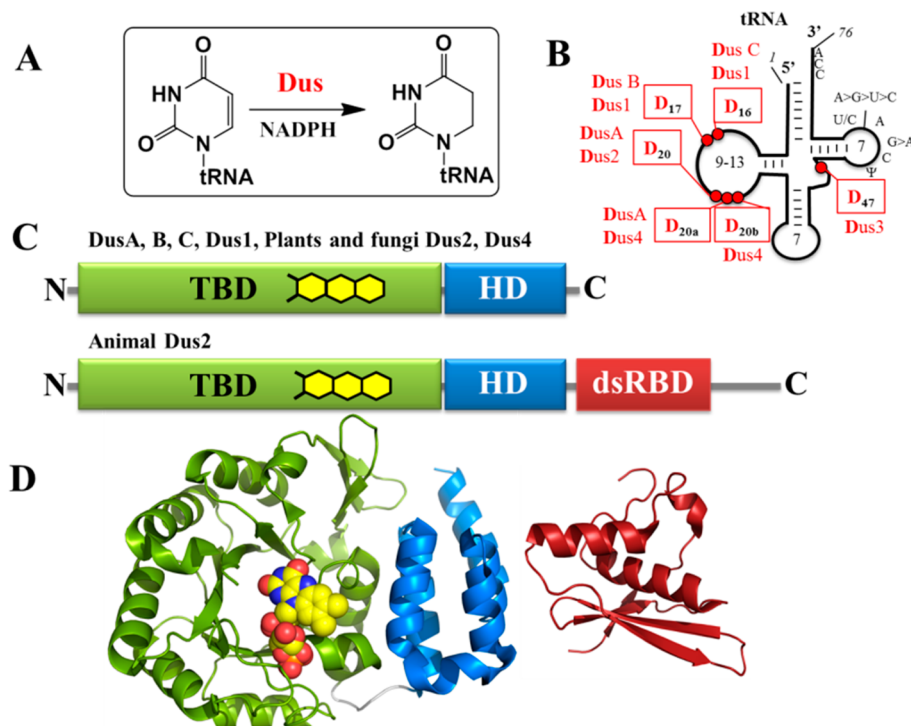 A
O
NH
O
N
tRNA
Dus
NADPH
O
NH
O
N
tRNA
B
tRNA
3' 76
A
C
C
1 5'
Dus C
Dus1
Dus B
Dus1
D17
D16
DusA
Dus2
D20
9-13
A>G>U>C
U/C A
7
G>A
C
Ψ
D47
Dus3
DusA
Dus4
D20a
D20b
Dus4
7
C
DusA, B, C, Dus1, Plants and fungi Dus2, Dus4
N TBD HD C
Animal Dus2
N TBD HD dsRBD C
D